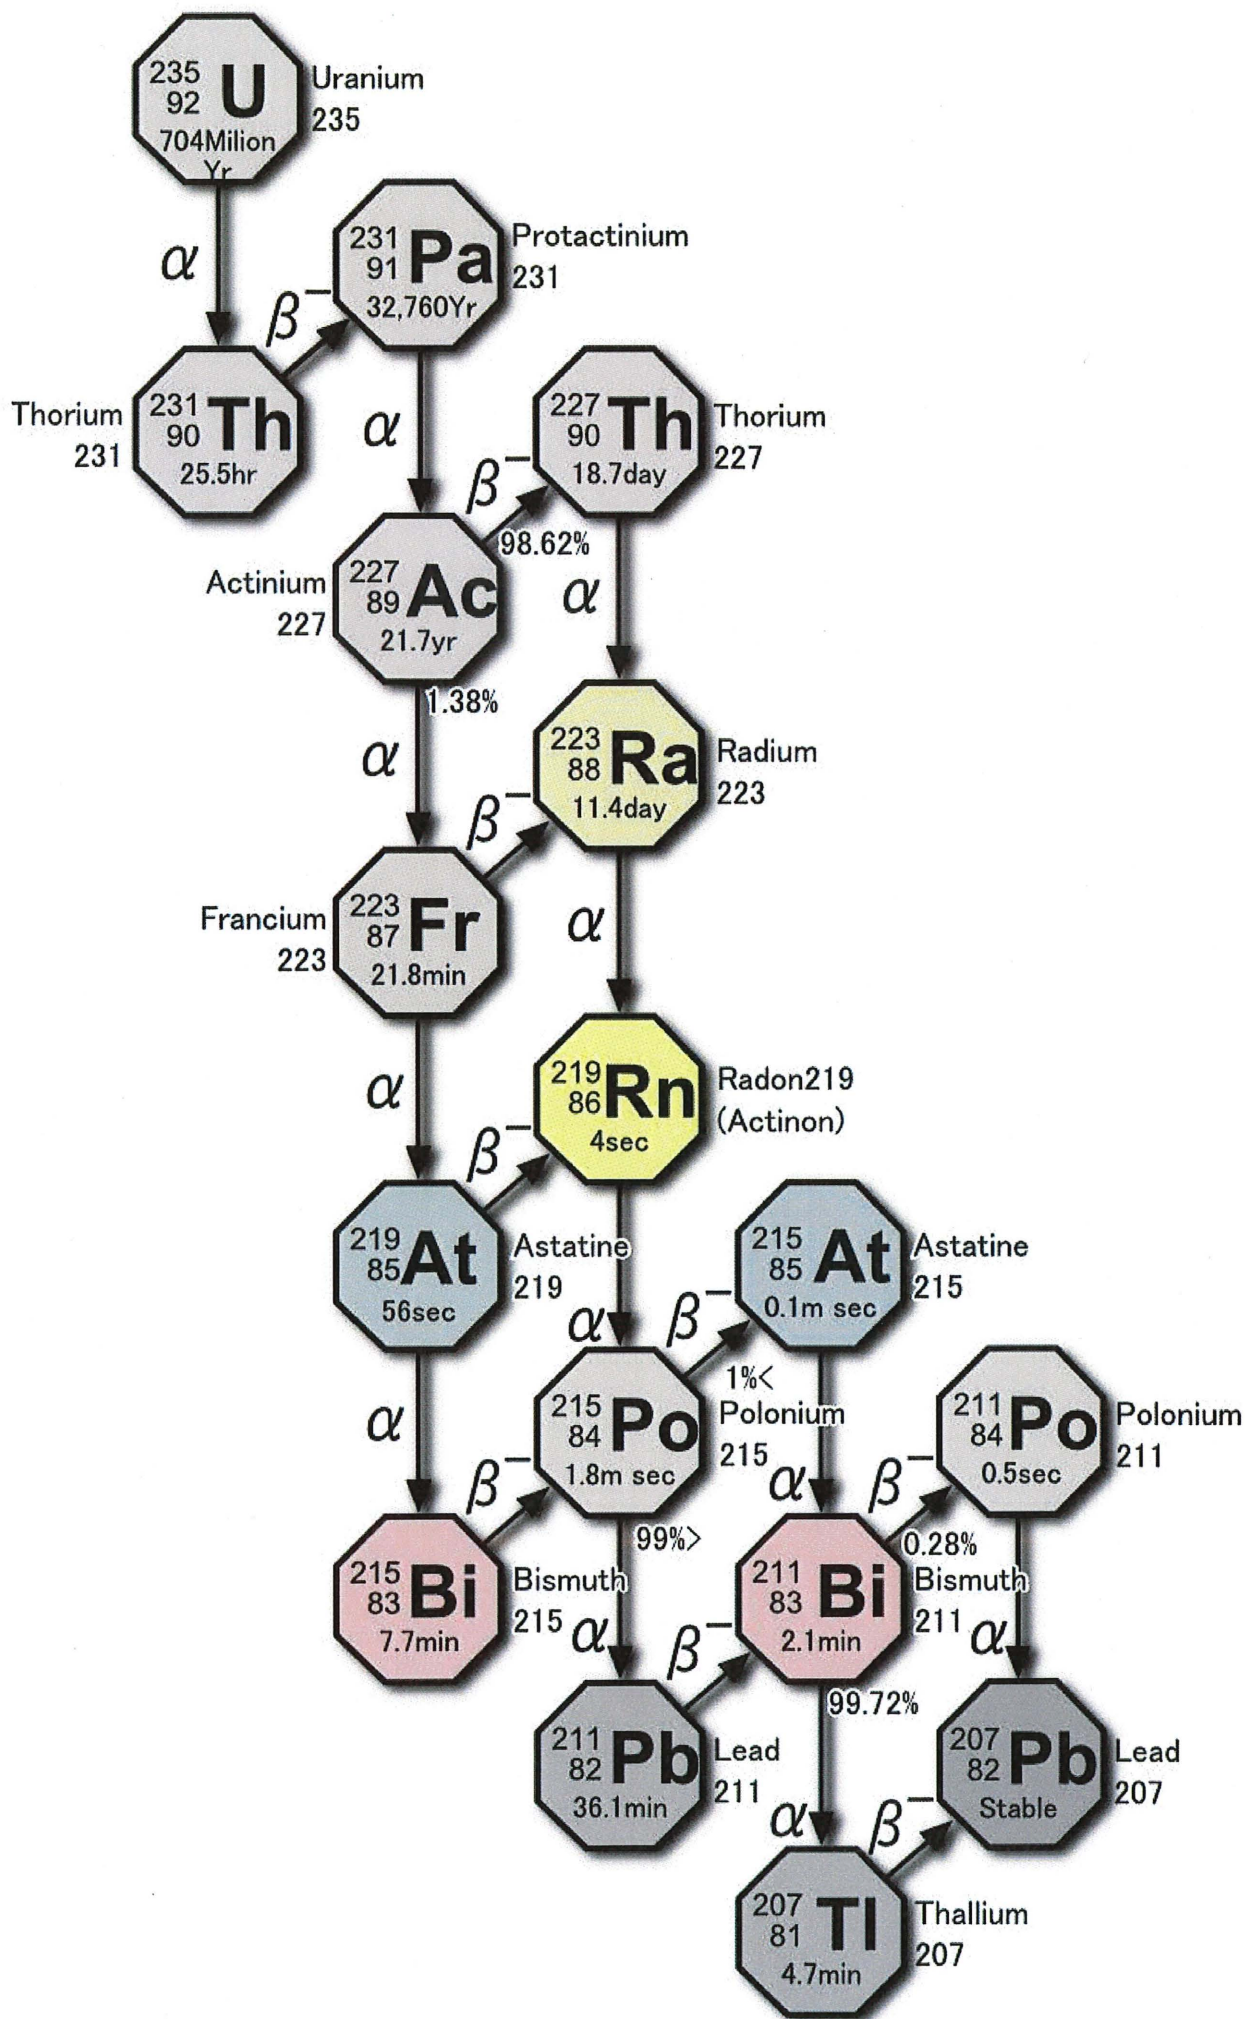 235
92 U
704Milion
Yr
Uranium
235
α
231
91 Pa
32,760Yr
Protactinium
231
β−
Thorium
231
231
90 Th
25.5hr
α
227
90 Th
18.7day
Thorium
227
β−
98.62%
Actinium
227
227
89 Ac
21.7yr
α
1.38%
α
223
88 Ra
11.4day
Radium
223
β−
Francium
223
223
87 Fr
21.8min
α
219
86 Rn
4sec
Radon219
(Actinon)
α
β−
219
85 At
56sec
Astatine
219
215
85 At
0.1m sec
Astatine
215
α
β−
1%<
α
215
84 Po
1.8m sec
Polonium
215
211
84 Po
0.5sec
Polonium
211
β−
99%>
α
β−
0.28%
215
83 Bi
7.7min
Bismuth
215
α
β−
211
83 Bi
2.1min
Bismuth
211
α
99.72%
211
82 Pb
36.1min
Lead
211
207
82 Pb
Stable
Lead
207
α
β−
207
81 Tl
4.7min
Thallium
207